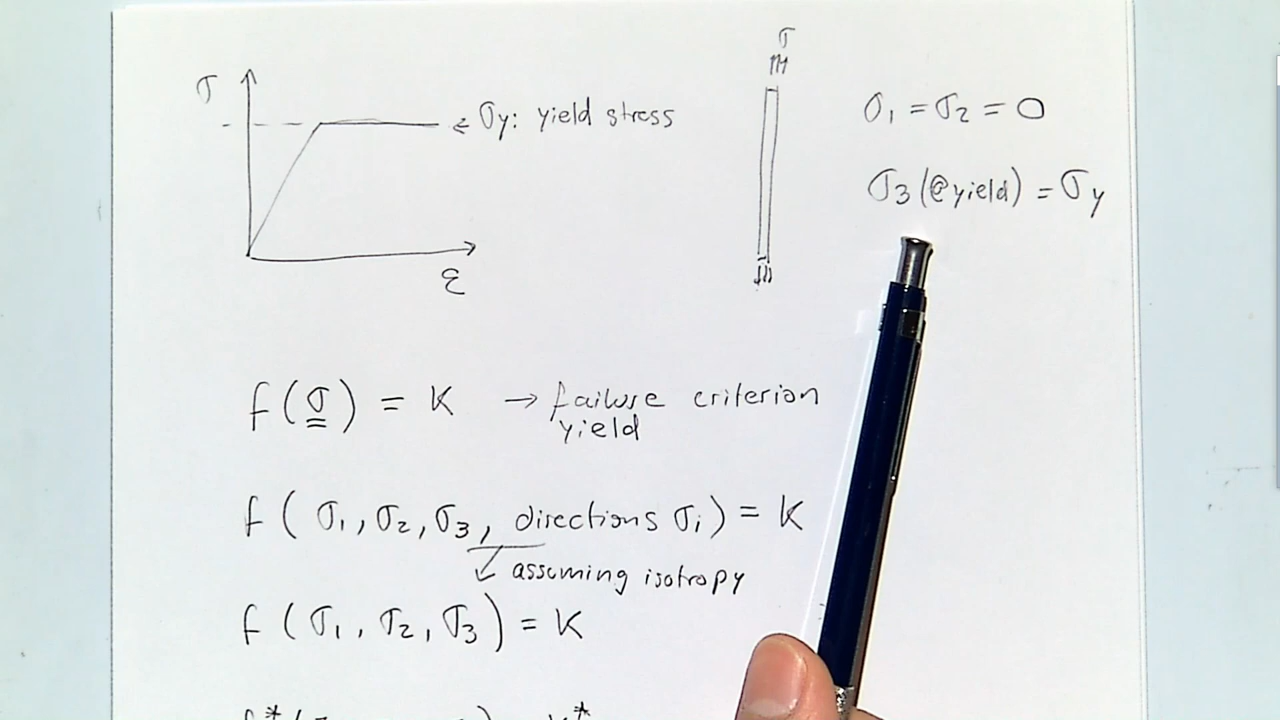 σ
σy: yield stress
ε
σ
σ1 = σ2 = 0
σ3 (@yield) = σy
f(σ) = K → failure criterion
yield
f( σ1, σ2, σ3, directions σi) = K
↙ assuming isotropy
f( σ1, σ2, σ3) = K